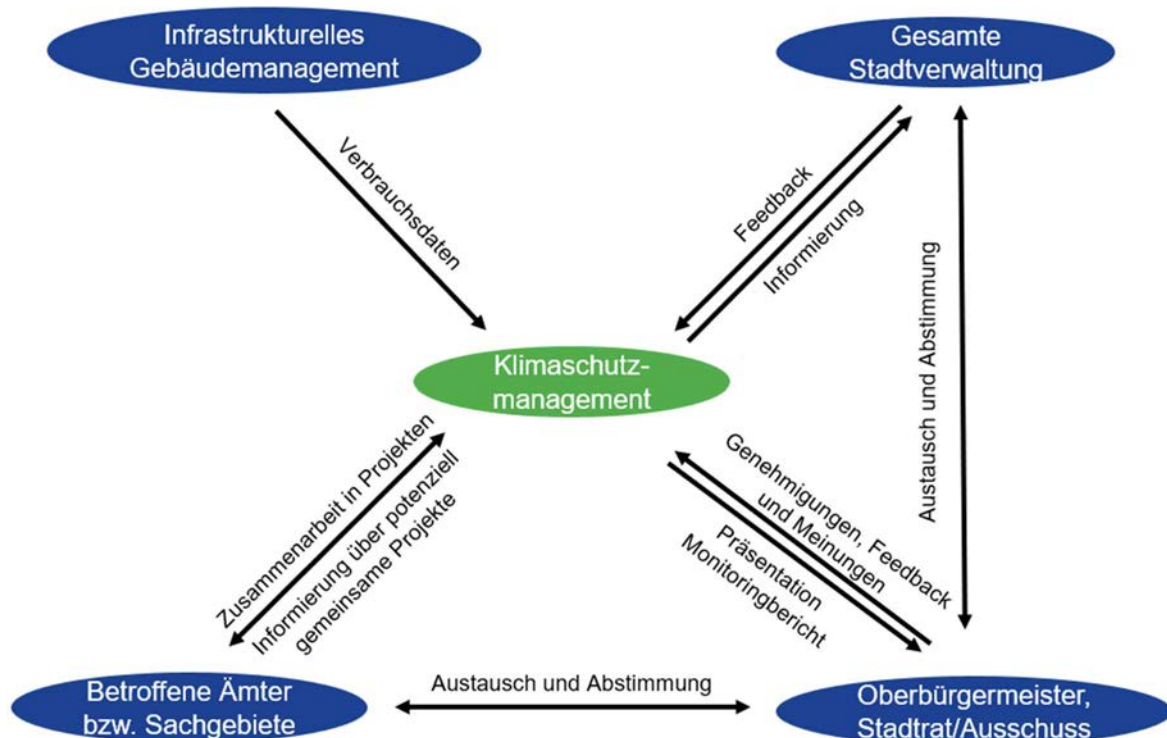 Infrastrukturelles
Gebäudemanagement
Gesamte
Stadtverwaltung
Verbrauchsdaten
Feedback
Informierung
Austausch und Abstimmung
Klimaschutz-
management
Zusammenarbeit in Projekten
Informierung über potenziell
gemeinsame Projekte
Genehmigungen, Feedback
und Meinungen
Präsentation
Monitoringbericht
Betroffene Ämter
bzw. Sachgebiete
Austausch und Abstimmung
Oberbürgermeister,
Stadtrat/Ausschuss